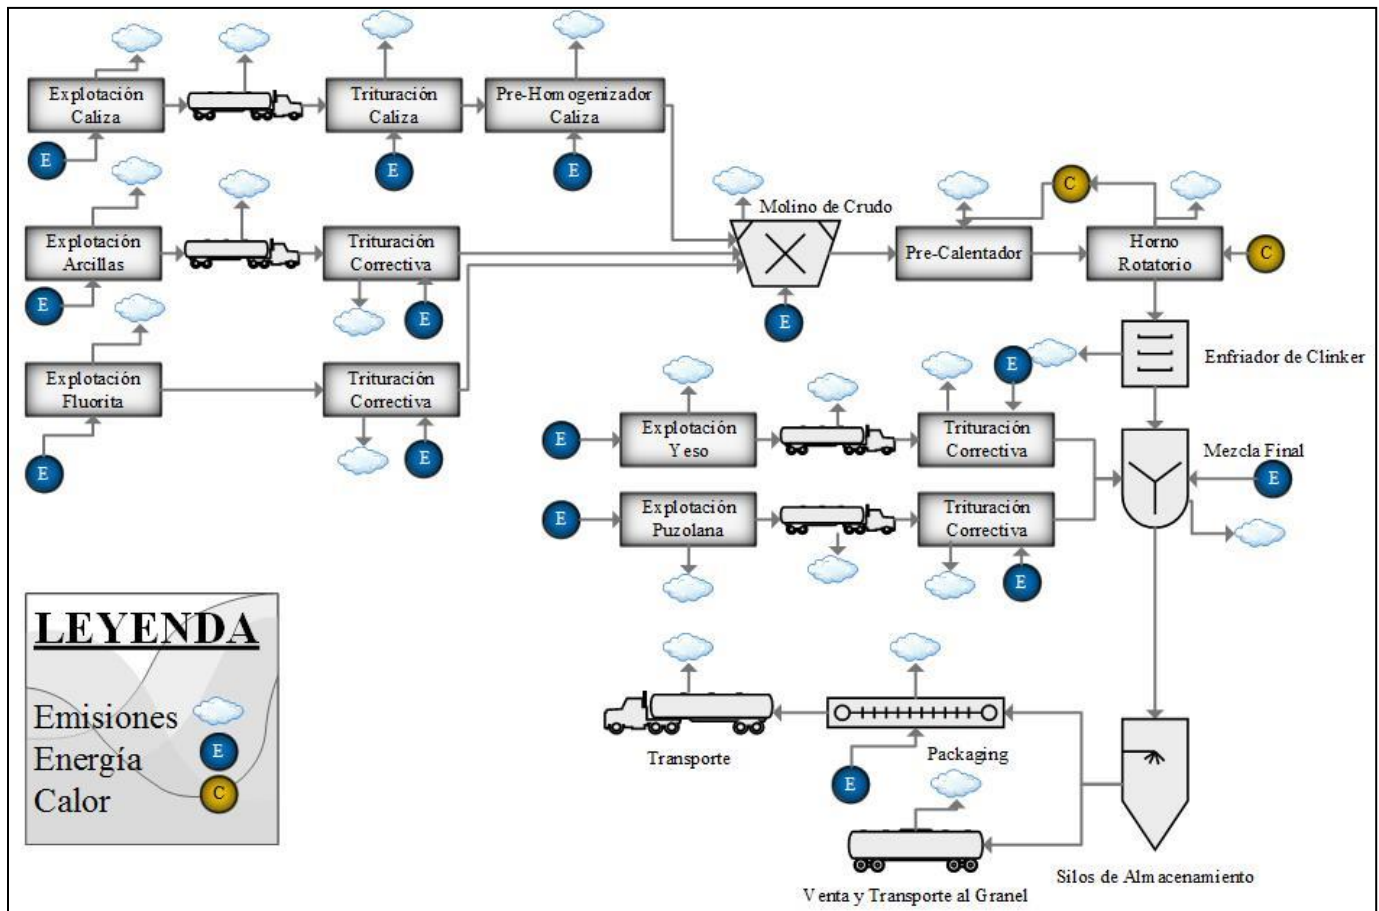 Explotación
Caliza
Trituración
Caliza
Pre-Homogenizador
Caliza
E
E
E
Explotación
Arcillas
Trituración
Correctiva
Molino de Crudo
Pre-Calentador
C
Horno
Rotatorio
C
E
E
E
Explotación
Fluorita
Trituración
Correctiva
E
E
Enfriador de Clinker
E
E
Explotación
Yeso
Trituración
Correctiva
Mezcla Final
E
E
Explotación
Puzolana
Trituración
Correctiva
E
LEYENDA
Emisiones
Energía
E
Calor
C
Transporte
Packaging
E
Venta y Transporte al Granel
Silos de Almacenamiento